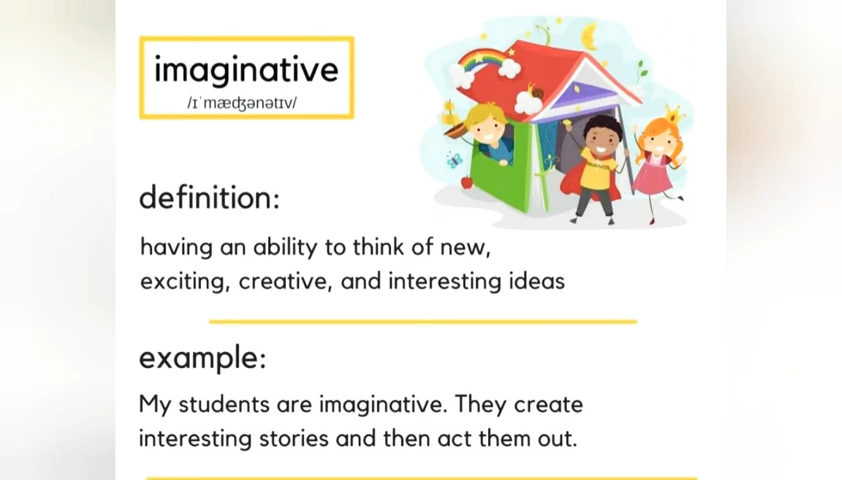 imaginative
/ɪˈmædʒənətɪv/
definition:
having an ability to think of new,
exciting, creative, and interesting ideas
example:
My students are imaginative. They create
interesting stories and then act them out.